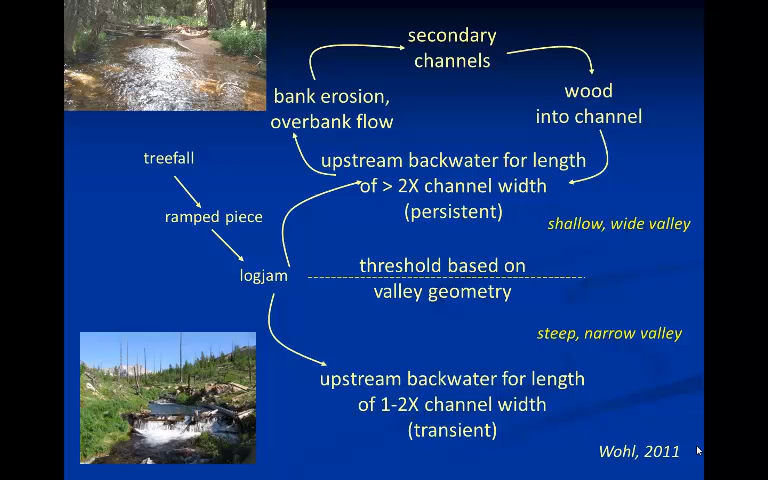 secondary
channels
bank erosion,
overbank flow
wood
into channel
treefall
upstream backwater for length
of > 2X channel width
(persistent)
ramped piece
shallow, wide valley
logjam
threshold based on
valley geometry
steep, narrow valley
upstream backwater for length
of 1-2X channel width
(transient)
Wohl, 2011